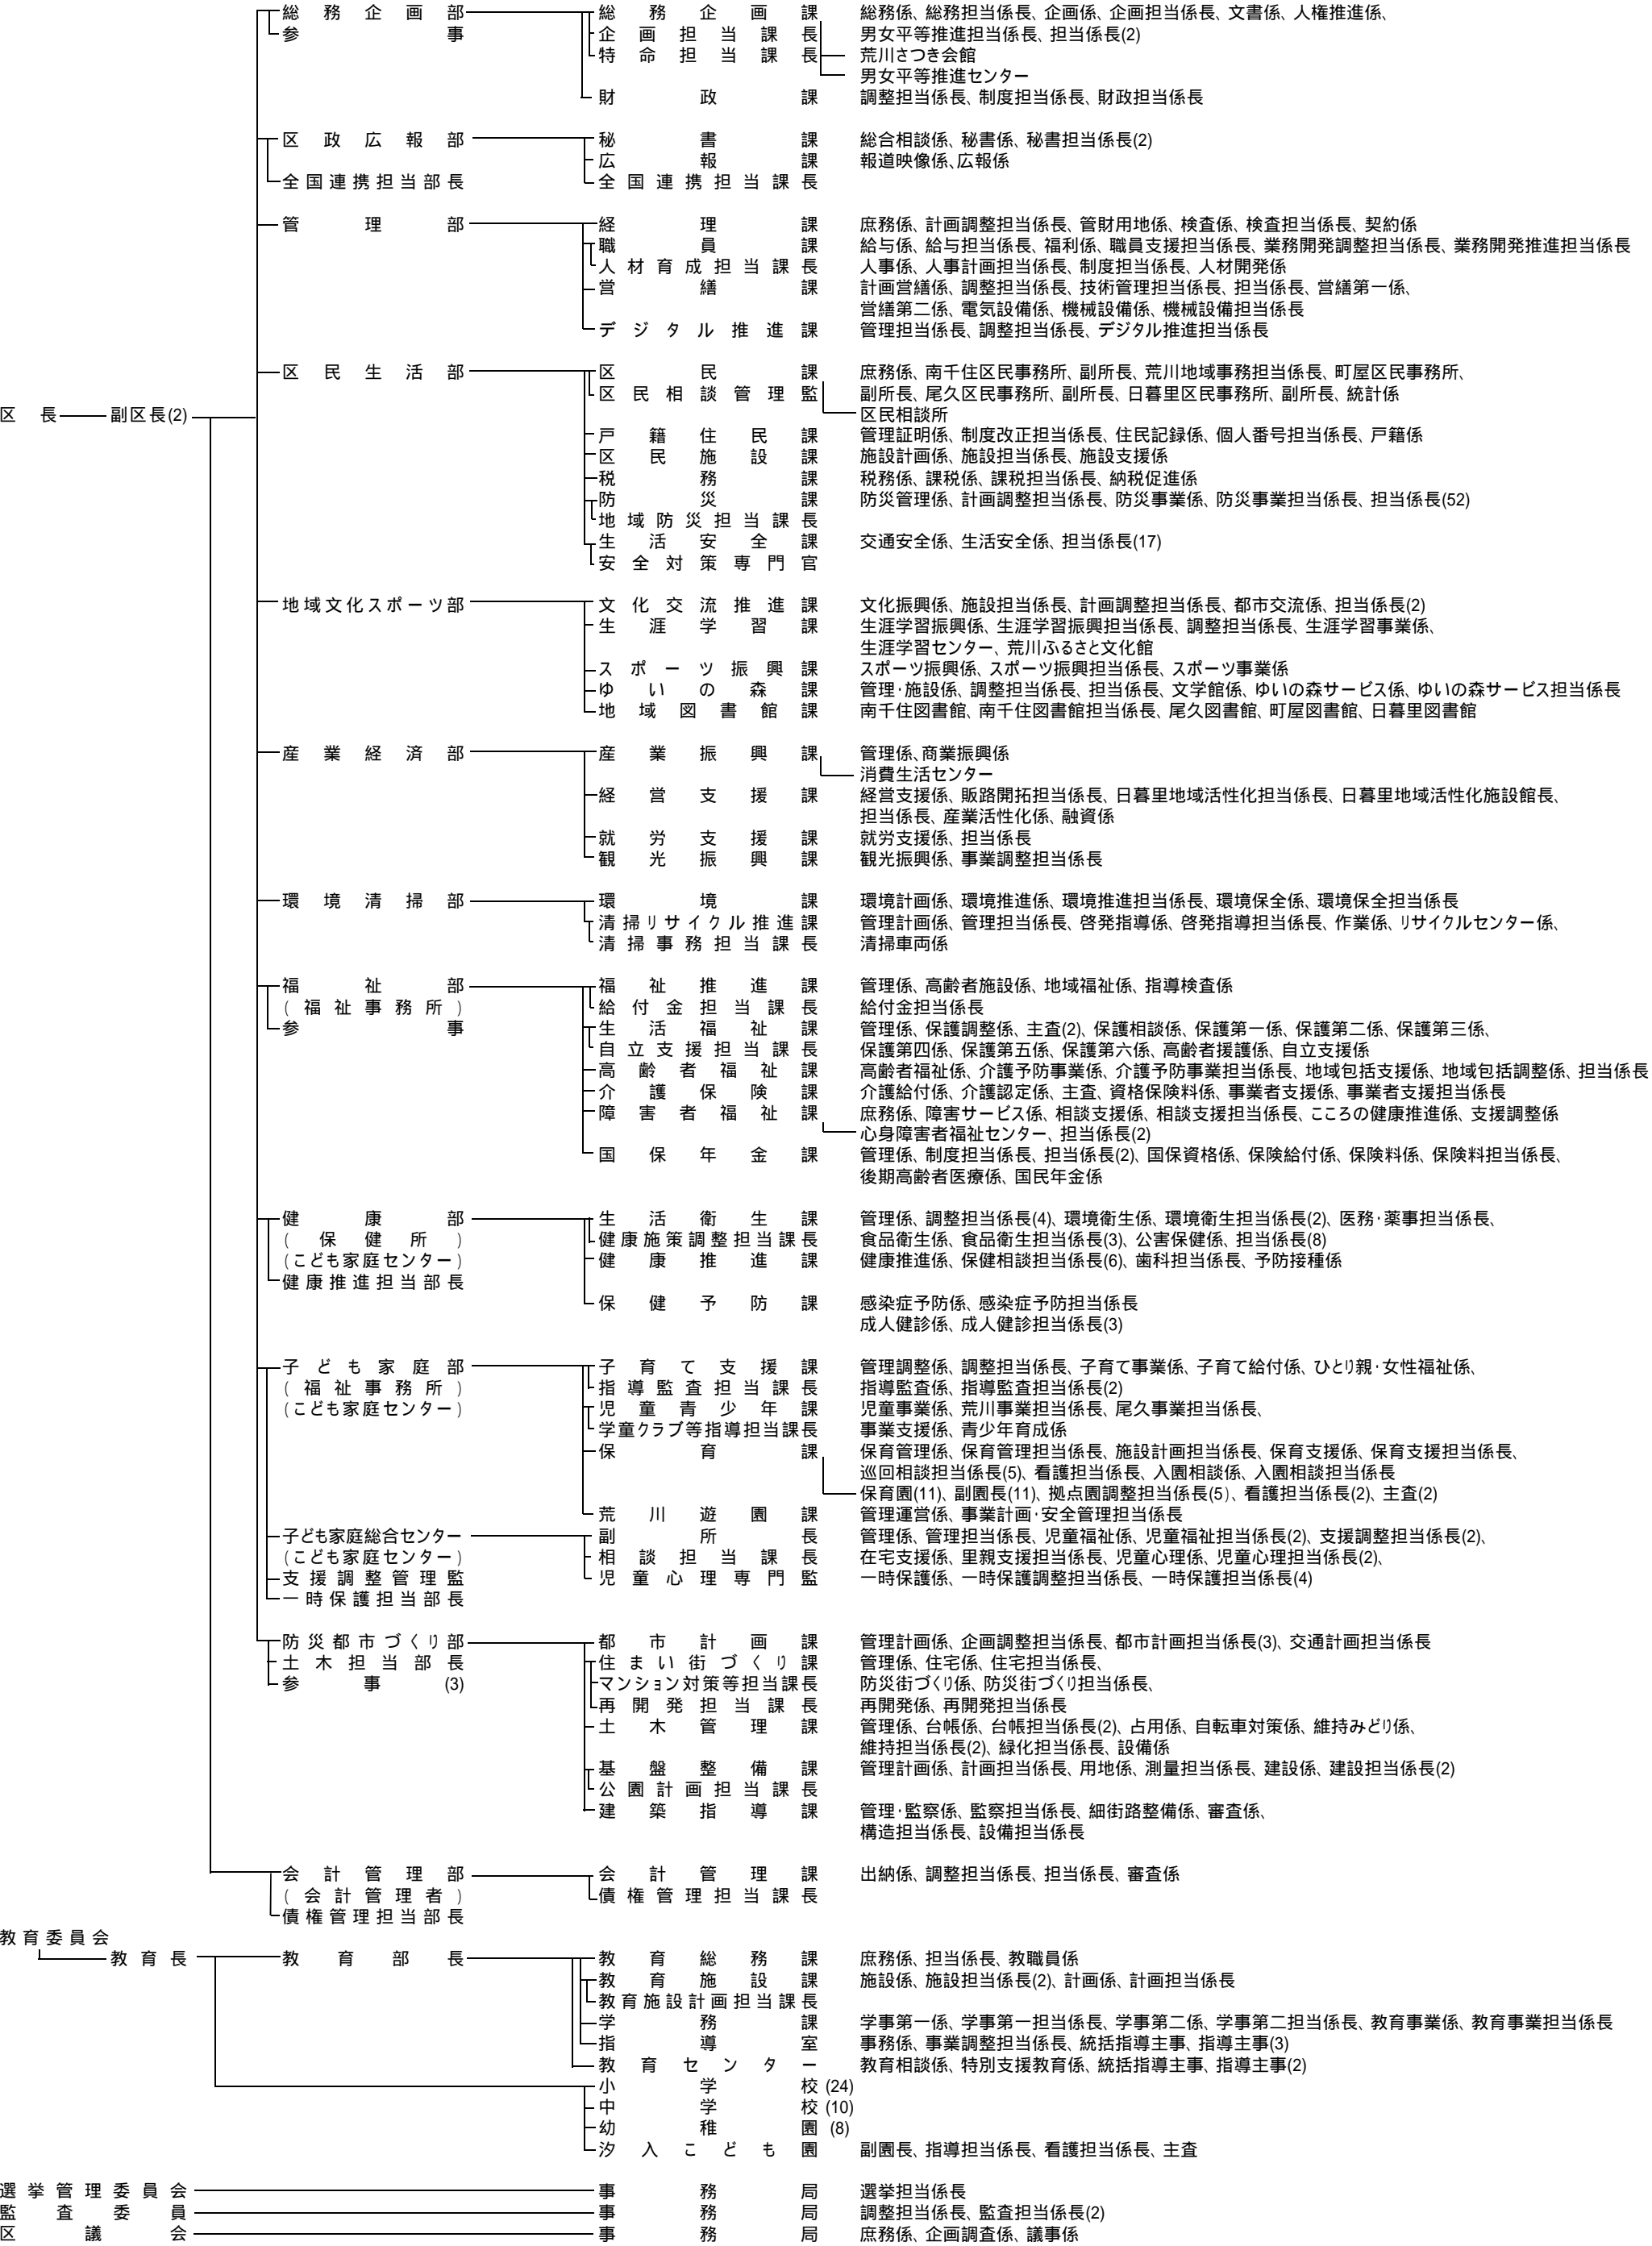 総務企画部 総務企画課 総務係、総務担当係長、企画係、企画担当係長、文書係、人権推進係、
参事 企画担当課長 男女平等推進担当係長、担当係長(2)
特命担当課長 荒川さつき会館
男女平等推進センター
財政課 調整担当係長、制度担当係長、財政担当係長
区政広報部 秘書課 総合相談係、秘書係、秘書担当係長(2)
広報課 報道映像係、広報係
全国連携担当部長 全国連携担当課長
管理部 経理課 庶務係、計画調整担当係長、管財用地係、検査係、検査担当係長、契約係
職員課 給与係、給与担当係長、福利係、職員支援担当係長、業務開発調整担当係長、業務開発推進担当係長
人材育成担当課長 人事係、人事計画担当係長、制度担当係長、人材開発係
営繕課 計画営繕係、調整担当係長、技術管理担当係長、担当係長、営繕第一係、
営繕第二係、電気設備係、機械設備係、機械設備担当係長
デジタル推進課 管理担当係長、調整担当係長、デジタル推進担当係長
区民生活部 区民課 庶務係、南千住区民事務所、副所長、荒川地域事務担当係長、町屋区民事務所、
区民相談管理監 副所長、尾久区民事務所、副所長、日暮里区民事務所、副所長、統計係
区長 副区長(2) 区民相談所
戸籍住民課 管理証明係、制度改正担当係長、住民記録係、個人番号担当係長、戸籍係
区民施設課 施設計画係、施設担当係長、施設支援係
税務課 税務係、課税係、課税担当係長、納税促進係
防災課 防災管理係、計画調整担当係長、防災事業係、防災事業担当係長、担当係長(52)
地域防災担当課長
生活安全課 交通安全係、生活安全係、担当係長(17)
安全対策専門官
地域文化スポーツ部 文化交流推進課 文化振興係、施設担当係長、計画調整担当係長、都市交流係、担当係長(2)
生涯学習課 生涯学習振興係、生涯学習振興担当係長、調整担当係長、生涯学習事業係、
生涯学習センター、荒川ふるさと文化館
スポーツ振興課 スポーツ振興係、スポーツ振興担当係長、スポーツ事業係
ゆいの森課 管理・施設係、調整担当係長、担当係長、文学館係、ゆいの森サービス係、ゆいの森サービス担当係長
地域図書館課 南千住図書館、南千住図書館担当係長、尾久図書館、町屋図書館、日暮里図書館
産業経済部 産業振興課 管理係、商業振興係
消費生活センター
経営支援課 経営支援係、販路開拓担当係長、日暮里地域活性化担当係長、日暮里地域活性化施設館長、
担当係長、産業活性化係、融資係
就労支援課 就労支援係、担当係長
観光振興課 観光振興係、事業調整担当係長
環境清掃部 環境課 環境計画係、環境推進係、環境推進担当係長、環境保全係、環境保全担当係長
清掃リサイクル推進課 管理計画係、管理担当係長、啓発指導係、啓発指導担当係長、作業係、リサイクルセンター係、
清掃事務担当課長 清掃車両係
福祉部 福祉推進課 管理係、高齢者施設係、地域福祉係、指導検査係
(福祉事務所) 給付金担当課長 給付金担当係長
参事 生活福祉課 管理係、保護調整係、主査(2)、保護相談係、保護第一係、保護第二係、保護第三係、
自立支援担当課長 保護第四係、保護第五係、保護第六係、高齢者援護係、自立支援係
高齢者福祉課 高齢者福祉係、介護予防事業係、介護予防事業担当係長、地域包括支援係、地域包括調整係、担当係長
介護保険課 介護給付係、介護認定係、主査、資格保険料係、事業者支援係、事業者支援担当係長
障害者福祉課 庶務係、障害サービス係、相談支援係、相談支援担当係長、こころの健康推進係、支援調整係
心身障害者福祉センター、担当係長(2)
国保年金課 管理係、制度担当係長、担当係長(2)、国保資格係、保険給付係、保険料係、保険料担当係長、
後期高齢者医療係、国民年金係
健康部 生活衛生課 管理係、調整担当係長(4)、環境衛生係、環境衛生担当係長(2)、医務・薬事担当係長、
(保健所) 健康施策調整担当課長 食品衛生係、食品衛生担当係長(3)、公害保健係、担当係長(8)
(こども家庭センター) 健康推進課 健康推進係、保健相談担当係長(6)、歯科担当係長、予防接種係
健康推進担当部長
保健予防課 感染症予防係、感染症予防担当係長
成人健診係、成人健診担当係長(3)
子ども家庭部 子育て支援課 管理調整係、調整担当係長、子育て事業係、子育て給付係、ひとり親・女性福祉係、
(福祉事務所) 指導監査担当課長 指導監査係、指導監査担当係長(2)
(こども家庭センター) 児童青少年課 児童事業係、荒川事業担当係長、尾久事業担当係長、
学童クラブ等指導担当課長 事業支援係、青少年育成係
保育課 保育管理係、保育管理担当係長、施設計画担当係長、保育支援係、保育支援担当係長、
巡回相談担当係長(5)、看護担当係長、入園相談係、入園相談担当係長
保育園(11)、副園長(11)、拠点園調整担当係長(5)、看護担当係長(2)、主査(2)
荒川遊園課 管理運営係、事業計画・安全管理担当係長
子ども家庭総合センター 副所長 管理係、管理担当係長、児童福祉係、児童福祉担当係長(2)、支援調整担当係長(2)、
(こども家庭センター) 相談担当課長 在宅支援係、里親支援担当係長、児童心理係、児童心理担当係長(2)、
支援調整管理監 児童心理専門監 一時保護係、一時保護調整担当係長、一時保護担当係長(4)
一時保護担当部長
防災都市づくり部 都市計画課 管理計画係、企画調整担当係長、都市計画担当係長(3)、交通計画担当係長
土木担当部長 住まい街づくり課 管理係、住宅係、住宅担当係長、
参事(3) マンション対策等担当課長 防災街づくり係、防災街づくり担当係長、
再開発担当課長 再開発係、再開発担当係長
土木管理課 管理係、台帳係、台帳担当係長(2)、占用係、自転車対策係、維持みどり係、
維持担当係長(2)、緑化担当係長、設備係
基盤整備課 管理計画係、計画担当係長、用地係、測量担当係長、建設係、建設担当係長(2)
公園計画担当課長
建築指導課 管理・監察係、監察担当係長、細街路整備係、審査係、
構造担当係長、設備担当係長
会計管理部 会計管理課 出納係、調整担当係長、担当係長、審査係
(会計管理者) 債権管理担当課長
債権管理担当部長
教育委員会
教育長 教育部長 教育総務課 庶務係、担当係長、教職員係
教育施設課 施設係、施設担当係長(2)、計画係、計画担当係長
教育施設計画担当課長
学務課 学事第一係、学事第一担当係長、学事第二係、学事第二担当係長、教育事業係、教育事業担当係長
指導室 事務係、事業調整担当係長、統括指導主事、指導主事(3)
教育センター 教育相談係、特別支援教育係、統括指導主事、指導主事(2)
小学校(24)
中学校(10)
幼稚園(8)
汐入こども園 副園長、指導担当係長、看護担当係長、主査
選挙管理委員会 事務局 選挙担当係長
監査委員 事務局 調整担当係長、監査担当係長(2)
区議会 事務局 庶務係、企画調査係、議事係